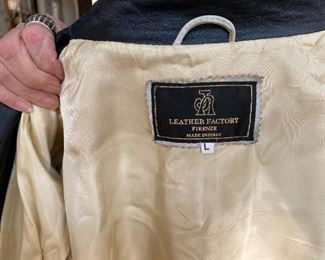 LEATHER FACTORY
FIRENZE
MADE IN ITALY
L